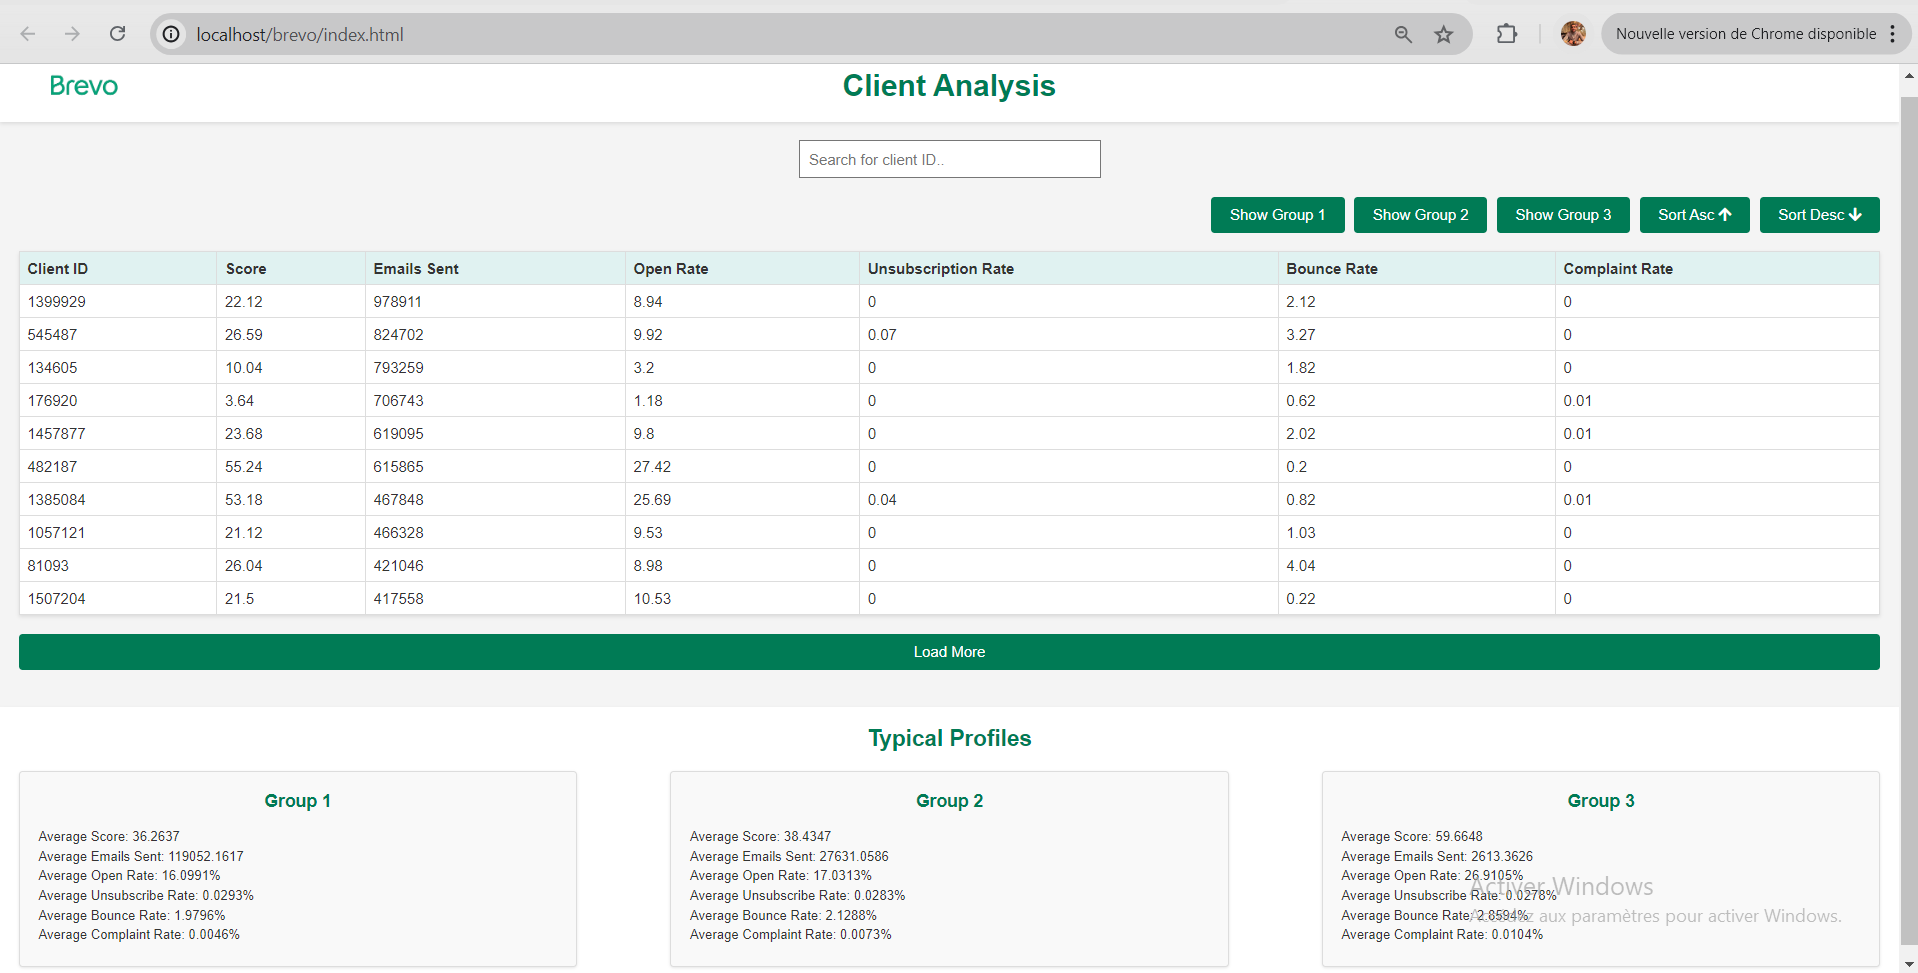 localhost/brevo/index.html
Nouvelle version de Chrome disponible
Brevo
Client Analysis
Search for client ID..
Show Group 1 Show Group 2 Show Group 3 Sort Asc Sort Desc
Client ID Score Emails Sent Open Rate Unsubscription Rate Bounce Rate Complaint Rate
1399929 22.12 978911 8.94 0 2.12 0
545487 26.59 824702 9.92 0.07 3.27 0
134605 10.04 793259 3.2 0 1.82 0
176920 3.64 706743 1.18 0 0.62 0.01
1457877 23.68 619095 9.8 0 2.02 0.01
482187 55.24 615865 27.42 0 0.2 0
1385084 53.18 467848 25.69 0.04 0.82 0.01
1057121 21.12 466328 9.53 0 1.03 0
81093 26.04 421046 8.98 0 4.04 0
1507204 21.5 417558 10.53 0 0.22 0
Load More
Typical Profiles
Group 1
Average Score: 36.2637
Average Emails Sent: 119052.1617
Average Open Rate: 16.0991%
Average Unsubscribe Rate: 0.0293%
Average Bounce Rate: 1.9796%
Average Complaint Rate: 0.0046%
Group 2
Average Score: 38.4347
Average Emails Sent: 27631.0586
Average Open Rate: 17.0313%
Average Unsubscribe Rate: 0.0283%
Average Bounce Rate: 2.1288%
Average Complaint Rate: 0.0073%
Group 3
Average Score: 59.6648
Average Emails Sent: 2613.3626
Average Open Rate: 26.9105%
Average Unsubscribe Rate: 0.0278%
Average Bounce Rate: 2.8594%
Average Complaint Rate: 0.0104%
Activer Windows
Accédez aux paramètres pour activer Windows.